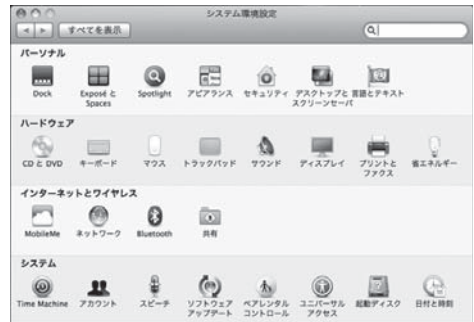 システム環境設定
すべてを表示
パーソナル
Dock
Exposé と
Spaces
Spotlight
アピアランス
セキュリティ
デスクトップと
スクリーンセーバ
言語とテキスト
ハードウェア
CD と DVD
キーボード
マウス
トラックパッド
サウンド
ディスプレイ
プリントと
ファクス
省エネルギー
インターネットとワイヤレス
MobileMe
ネットワーク
Bluetooth
共有
システム
Time Machine
アカウント
スピーチ
ソフトウェア
アップデート
ペアレンタル
コントロール
ユニバーサル
アクセス
起動ディスク
日付と時刻